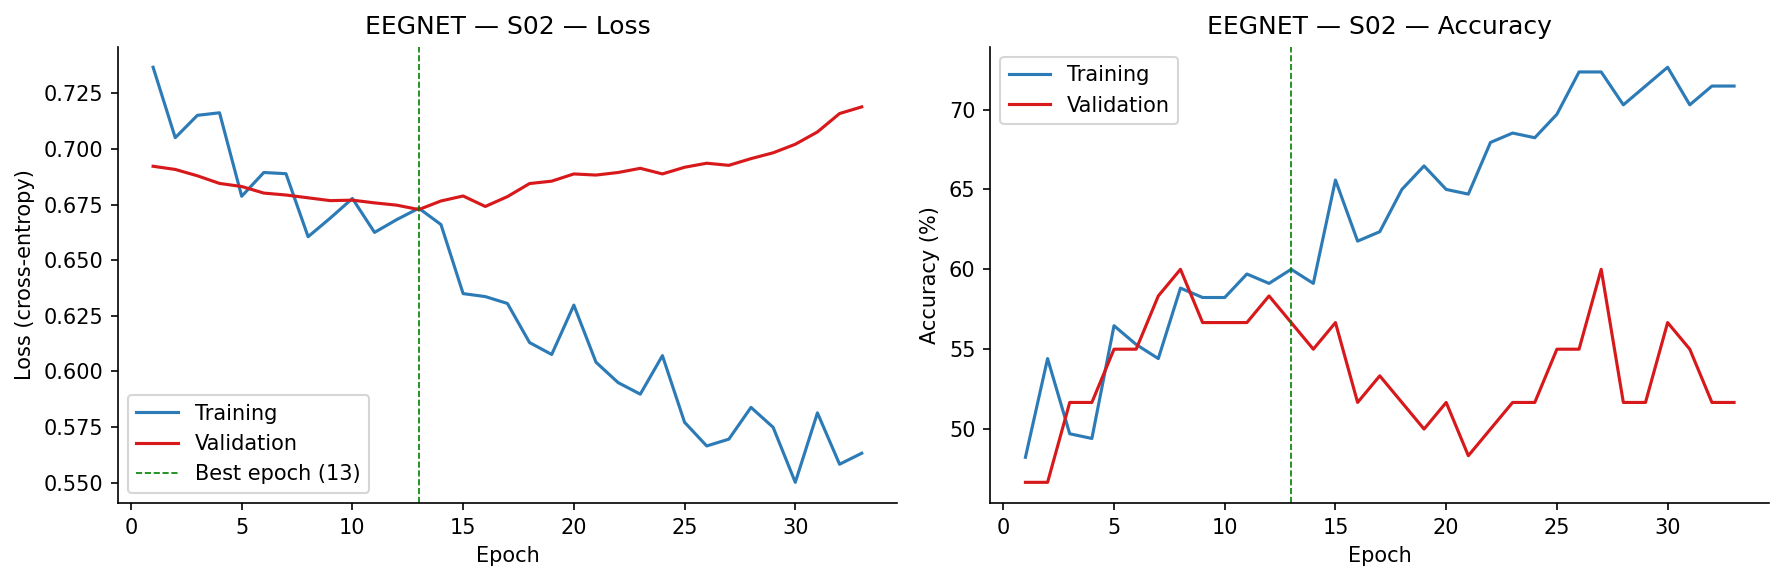 EEGNET — S02 — Loss
0.725
0.700
0.675
0.650
0.625
0.600
0.575
0.550
Loss (cross-entropy)
Training
Validation
Best epoch (13)
0 5 10 15 20 25 30
Epoch
EEGNET — S02 — Accuracy
Training
Validation
70
65
60
55
50
Accuracy (%)
0 5 10 15 20 25 30
Epoch